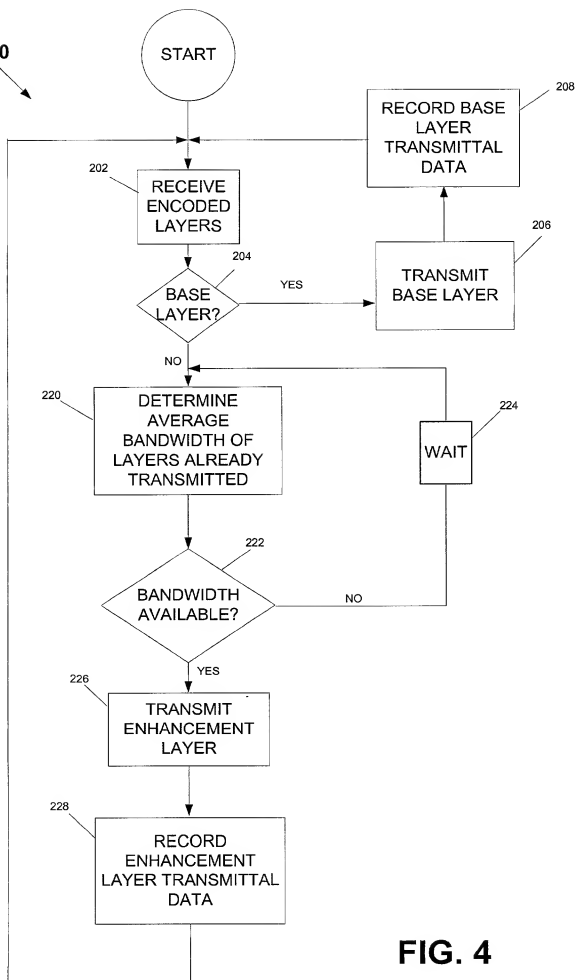 START
0
208
RECORD BASE
LAYER
TRANSMITTAL
DATA
202
RECEIVE
ENCODED
LAYERS
206
TRANSMIT
BASE LAYER
204
BASE
LAYER?
YES
NO
220
DETERMINE
AVERAGE
BANDWIDTH OF
LAYERS ALREADY
TRANSMITTED
224
WAIT
222
BANDWIDTH
AVAILABLE?
NO
YES
226
TRANSMIT
ENHANCEMENT
LAYER
228
RECORD
ENHANCEMENT
LAYER TRANSMITTAL
DATA
FIG. 4